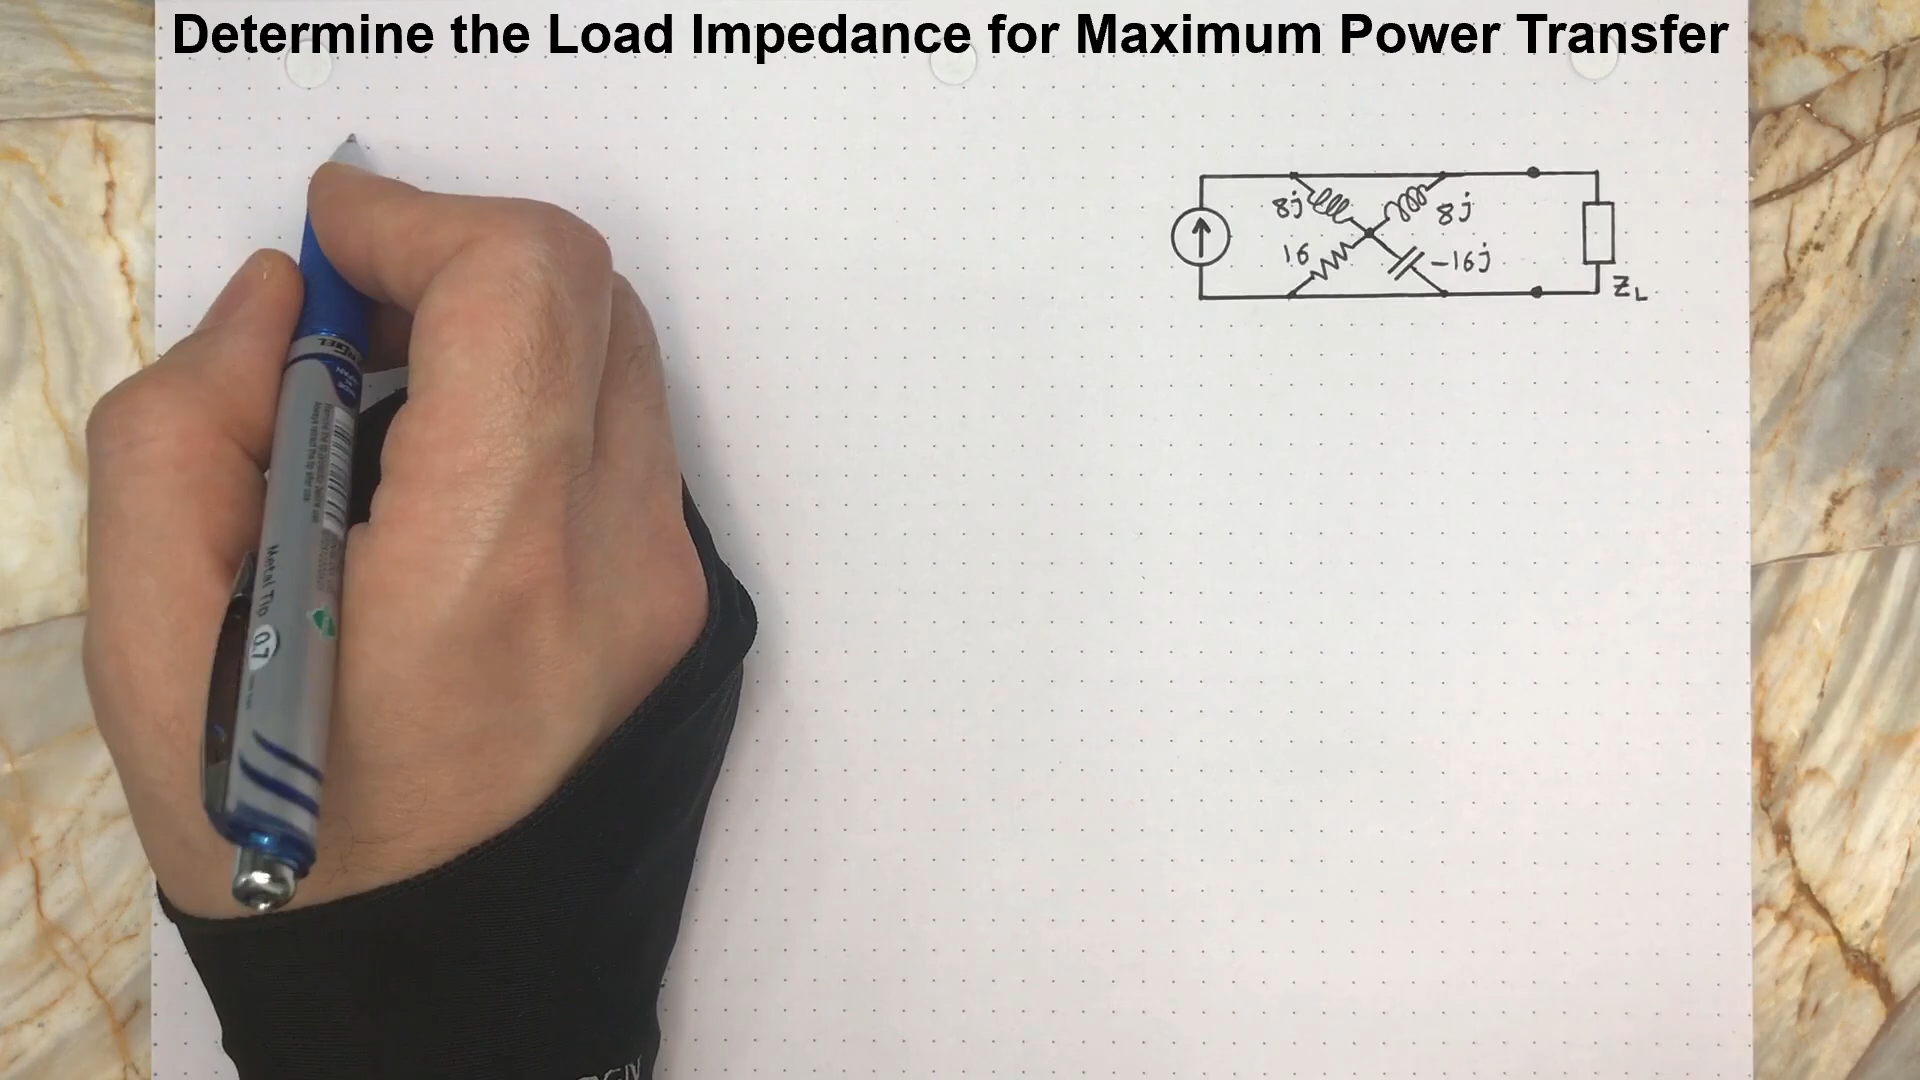 Determine the Load Impedance for Maximum Power Transfer
8j
8j
16
-16j
ZL
Metal Tip
0.7